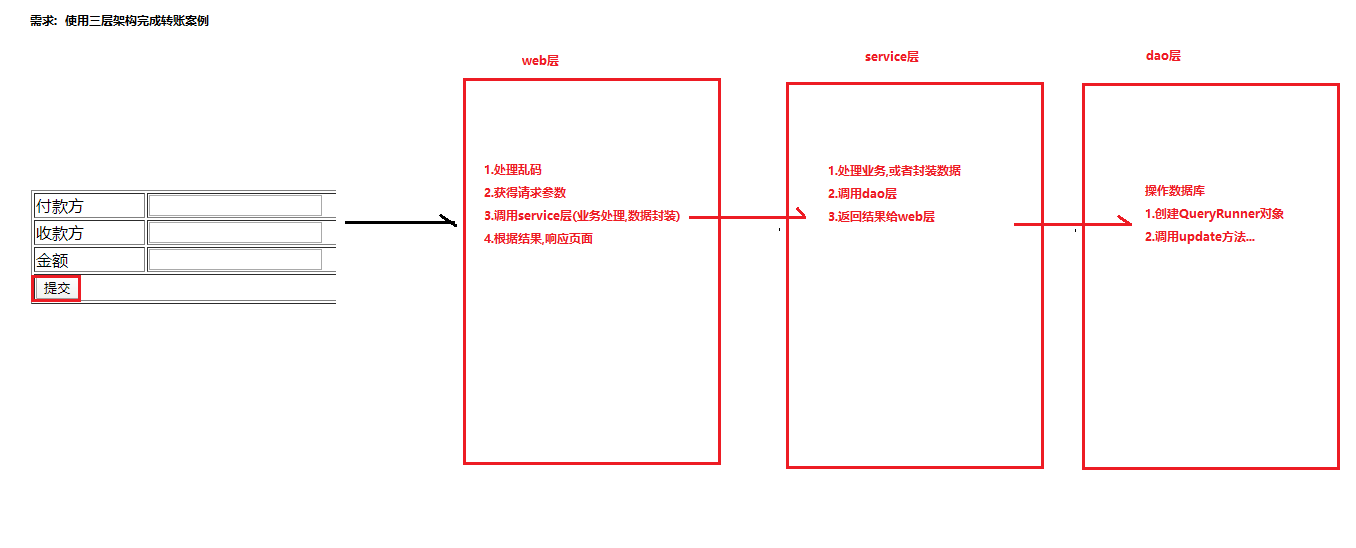 需求: 使用三层架构完成转账案例
付款方
收款方
金额
提交
web层
1.处理乱码
2.获得请求参数
3.调用service层(业务处理,数据封装)
4.根据结果,响应页面
service层
1.处理业务,或者封装数据
2.调用dao层
3.返回结果给web层
dao层
操作数据库
1.创建QueryRunner对象
2.调用update方法...